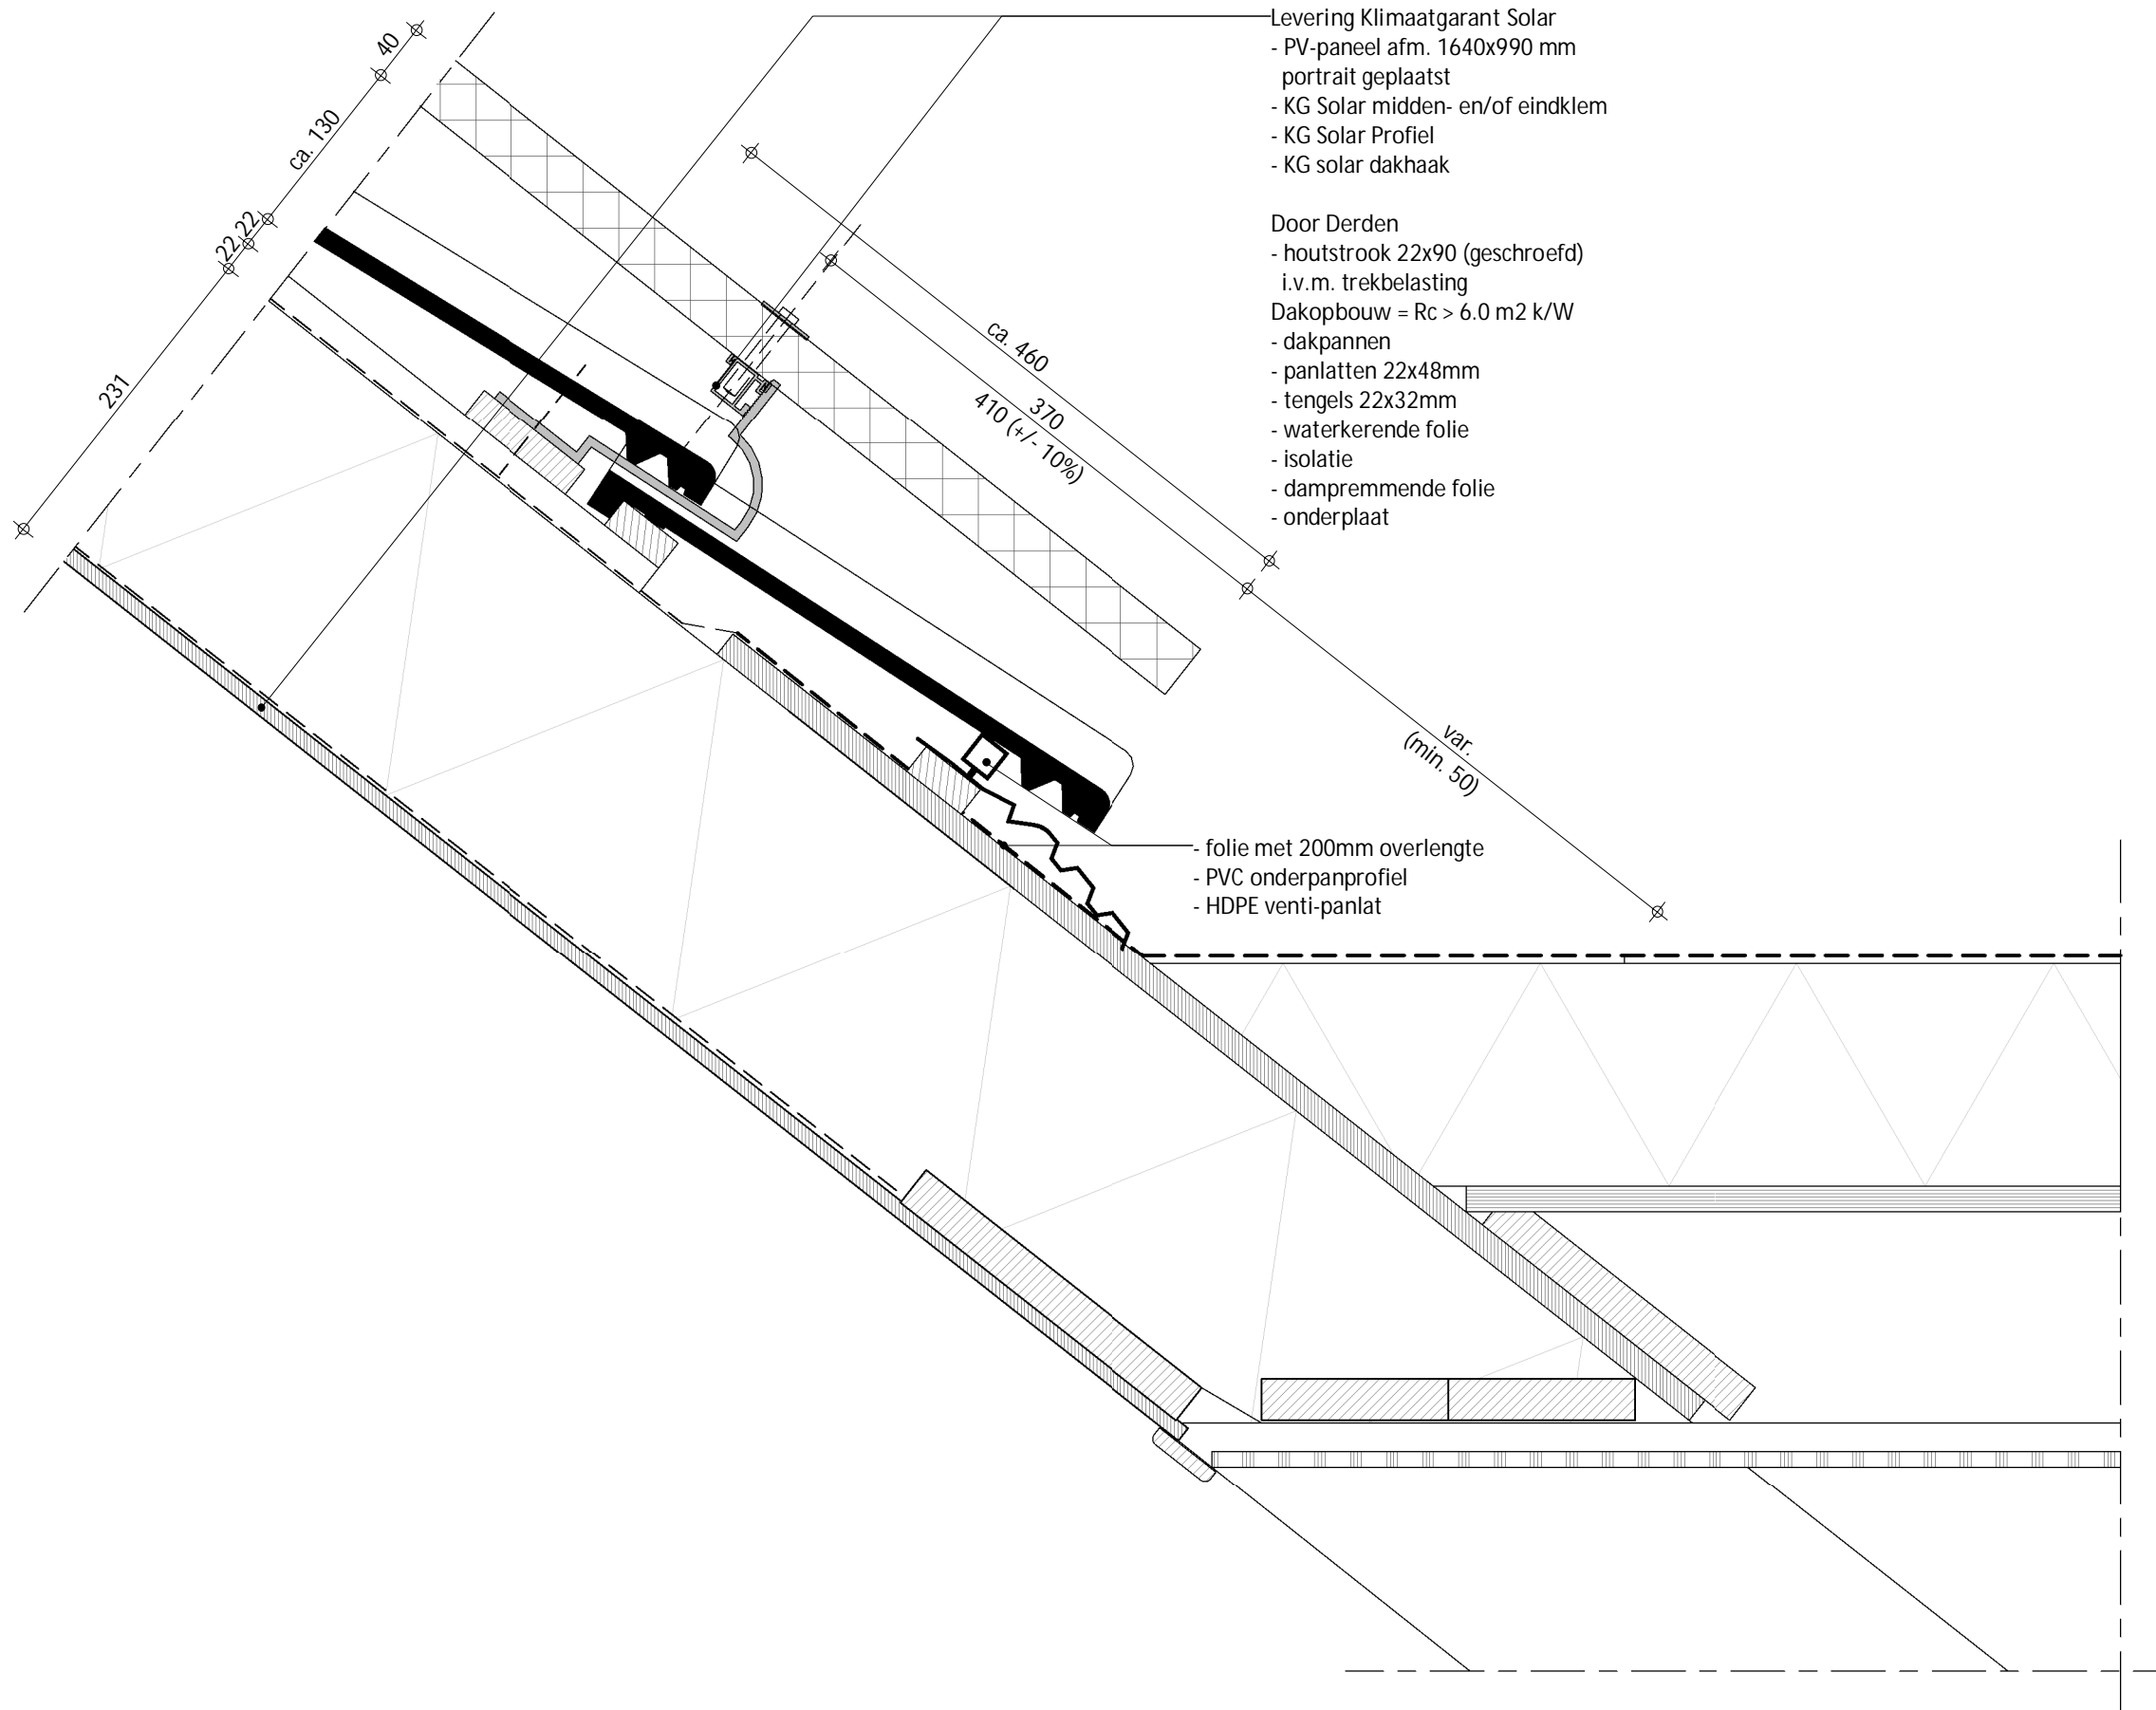 Levering Klimaatgarant Solar
- PV-paneel afm. 1640x990 mm
portrait geplaatst
- KG Solar midden- en/of eindklem
- KG Solar Profiel
- KG solar dakhaak
Door Derden
- houtstrook 22x90 (geschroefd)
i.v.m. trekbelasting
Dakopbouw = Rc > 6.0 m2 k/W
- dakpannen
- panlatten 22x48mm
- tengels 22x32mm
- waterkerende folie
- isolatie
- dampremmende folie
- onderplaat
40
ca. 130
22
22
231
ca. 460
370
410 (+/- 10%)
var.
(min. 50)
- folie met 200mm overlengte
- PVC onderpanprofiel
- HDPE venti-panlat